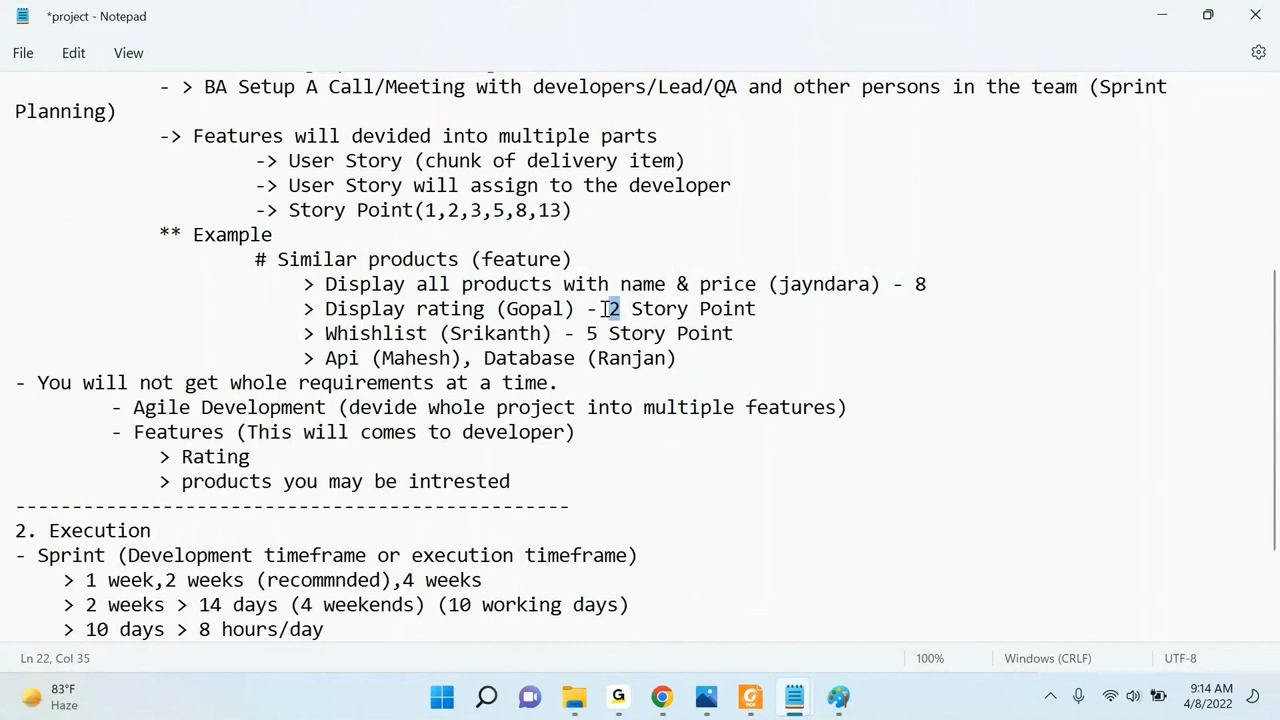 *project - Notepad
File Edit View
- > BA Setup A Call/Meeting with developers/Lead/QA and other persons in the team (Sprint
Planning)
-> Features will devided into multiple parts
-> User Story (chunk of delivery item)
-> User Story will assign to the developer
-> Story Point(1,2,3,5,8,13)
** Example
# Similar products (feature)
> Display all products with name & price (jayndara) - 8
> Display rating (Gopal) - 2 Story Point
> Whishlist (Srikanth) - 5 Story Point
> Api (Mahesh), Database (Ranjan)
- You will not get whole requirements at a time.
- Agile Development (devide whole project into multiple features)
- Features (This will comes to developer)
> Rating
> products you may be intrested
-------------------------------------------------
2. Execution
- Sprint (Development timeframe or execution timeframe)
> 1 week,2 weeks (recommnded),4 weeks
> 2 weeks > 14 days (4 weekends) (10 working days)
> 10 days > 8 hours/day
Ln 22, Col 35 100% Windows (CRLF) UTF-8
83°F
Haze
9:14 AM
4/8/2022